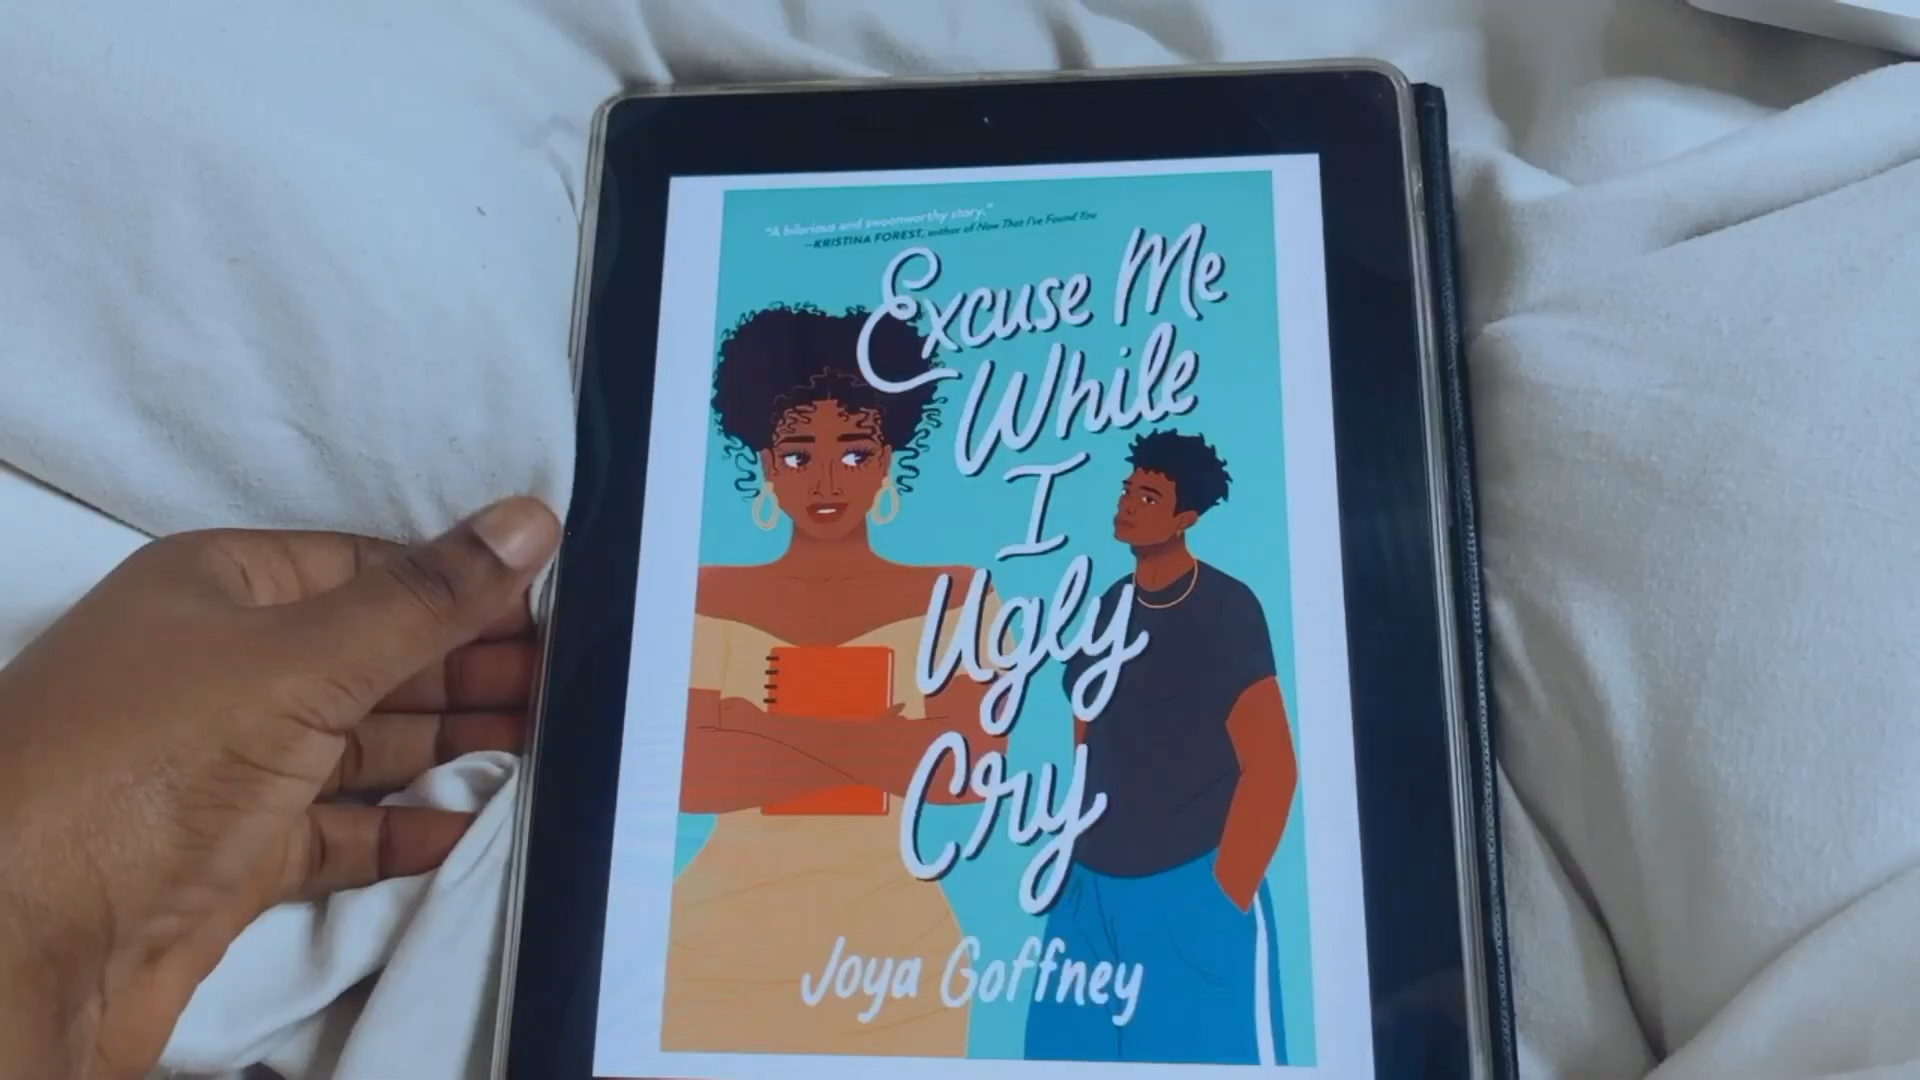 "A hilarious and swoonworthy story."
—KRISTINA FOREST, author of Now That I've Found You
Excuse Me
While
I
Ugly
Cry
Joya Goffney